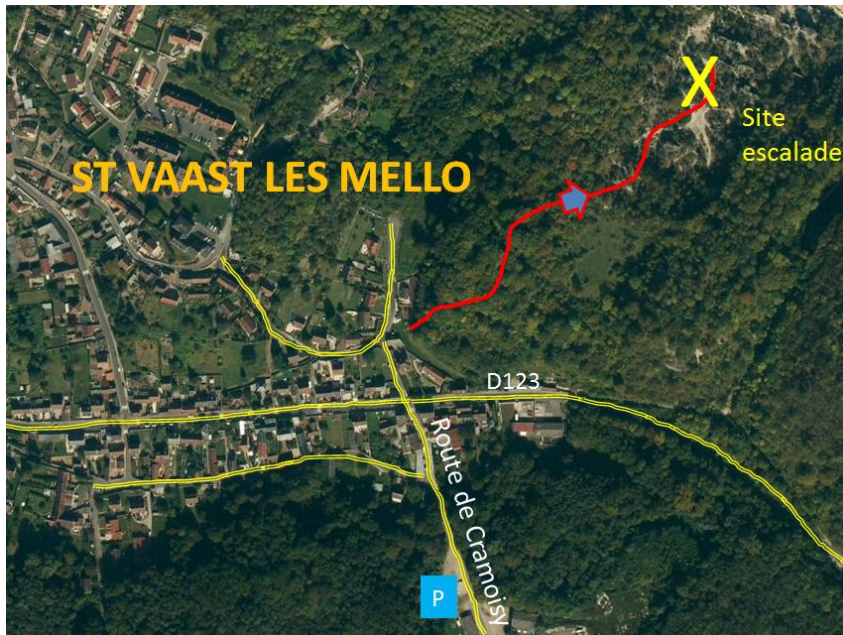 X
Site
escalade
ST VAAST LES MELLO
D123
Route de Cramoisy
P